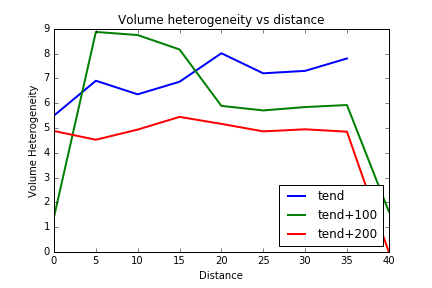 Volume heterogeneity vs distance
9
8
7
6
5
4
3
2
1
0
Volume Heterogeneity
tend
tend+100
tend+200
0 5 10 15 20 25 30 35 40
Distance